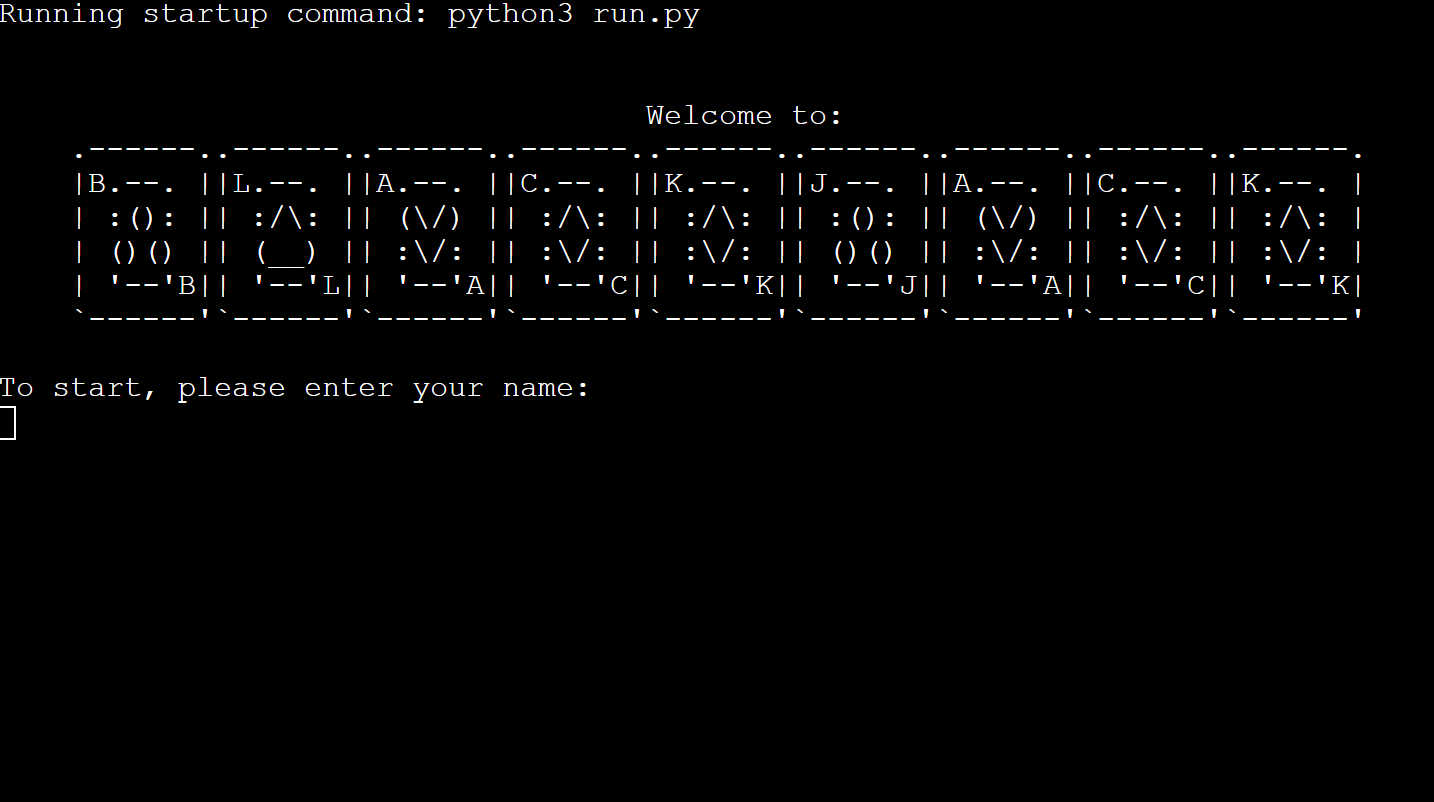 Running startup command: python3 run.py
Welcome to:
.------..------..------..------..------..------..------..------..------.
|B.--. ||L.--. ||A.--. ||C.--. ||K.--. ||J.--. ||A.--. ||C.--. ||K.--. |
| :(): || :/\: || (\/) || :/\: || :/\: || :(): || (\/) || :/\: || :/\: |
| ()() || (__) || :\/: || :\/: || :\/: || ()() || :\/: || :\/: || :\/: |
| '--'B|| '--'L|| '--'A|| '--'C|| '--'K|| '--'J|| '--'A|| '--'C|| '--'K|
`------'`------'`------'`------'`------'`------'`------'`------'`------'
To start, please enter your name: